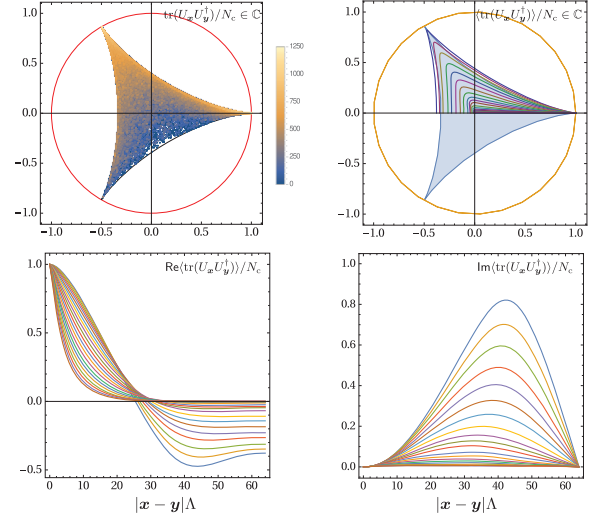 tr(U_x U_y^†)/N_c ∈ ℂ
1.0
0.5
0.0
−0.5
−1.0
−1.0 −0.5 0.0 0.5 1.0
1250
1000
750
500
250
0
⟨tr(U_x U_y^†)⟩/N_c ∈ ℂ
1.0
0.5
0.0
−0.5
−1.0
−1.0 −0.5 0.0 0.5 1.0
Re⟨tr(U_x U_y^†)⟩/N_c
1.0
0.5
0.0
−0.5
0 10 20 30 40 50 60
|x − y|Λ
Im⟨tr(U_x U_y^†)⟩/N_c
1.0
0.8
0.6
0.4
0.2
0.0
0 10 20 30 40 50 60
|x − y|Λ